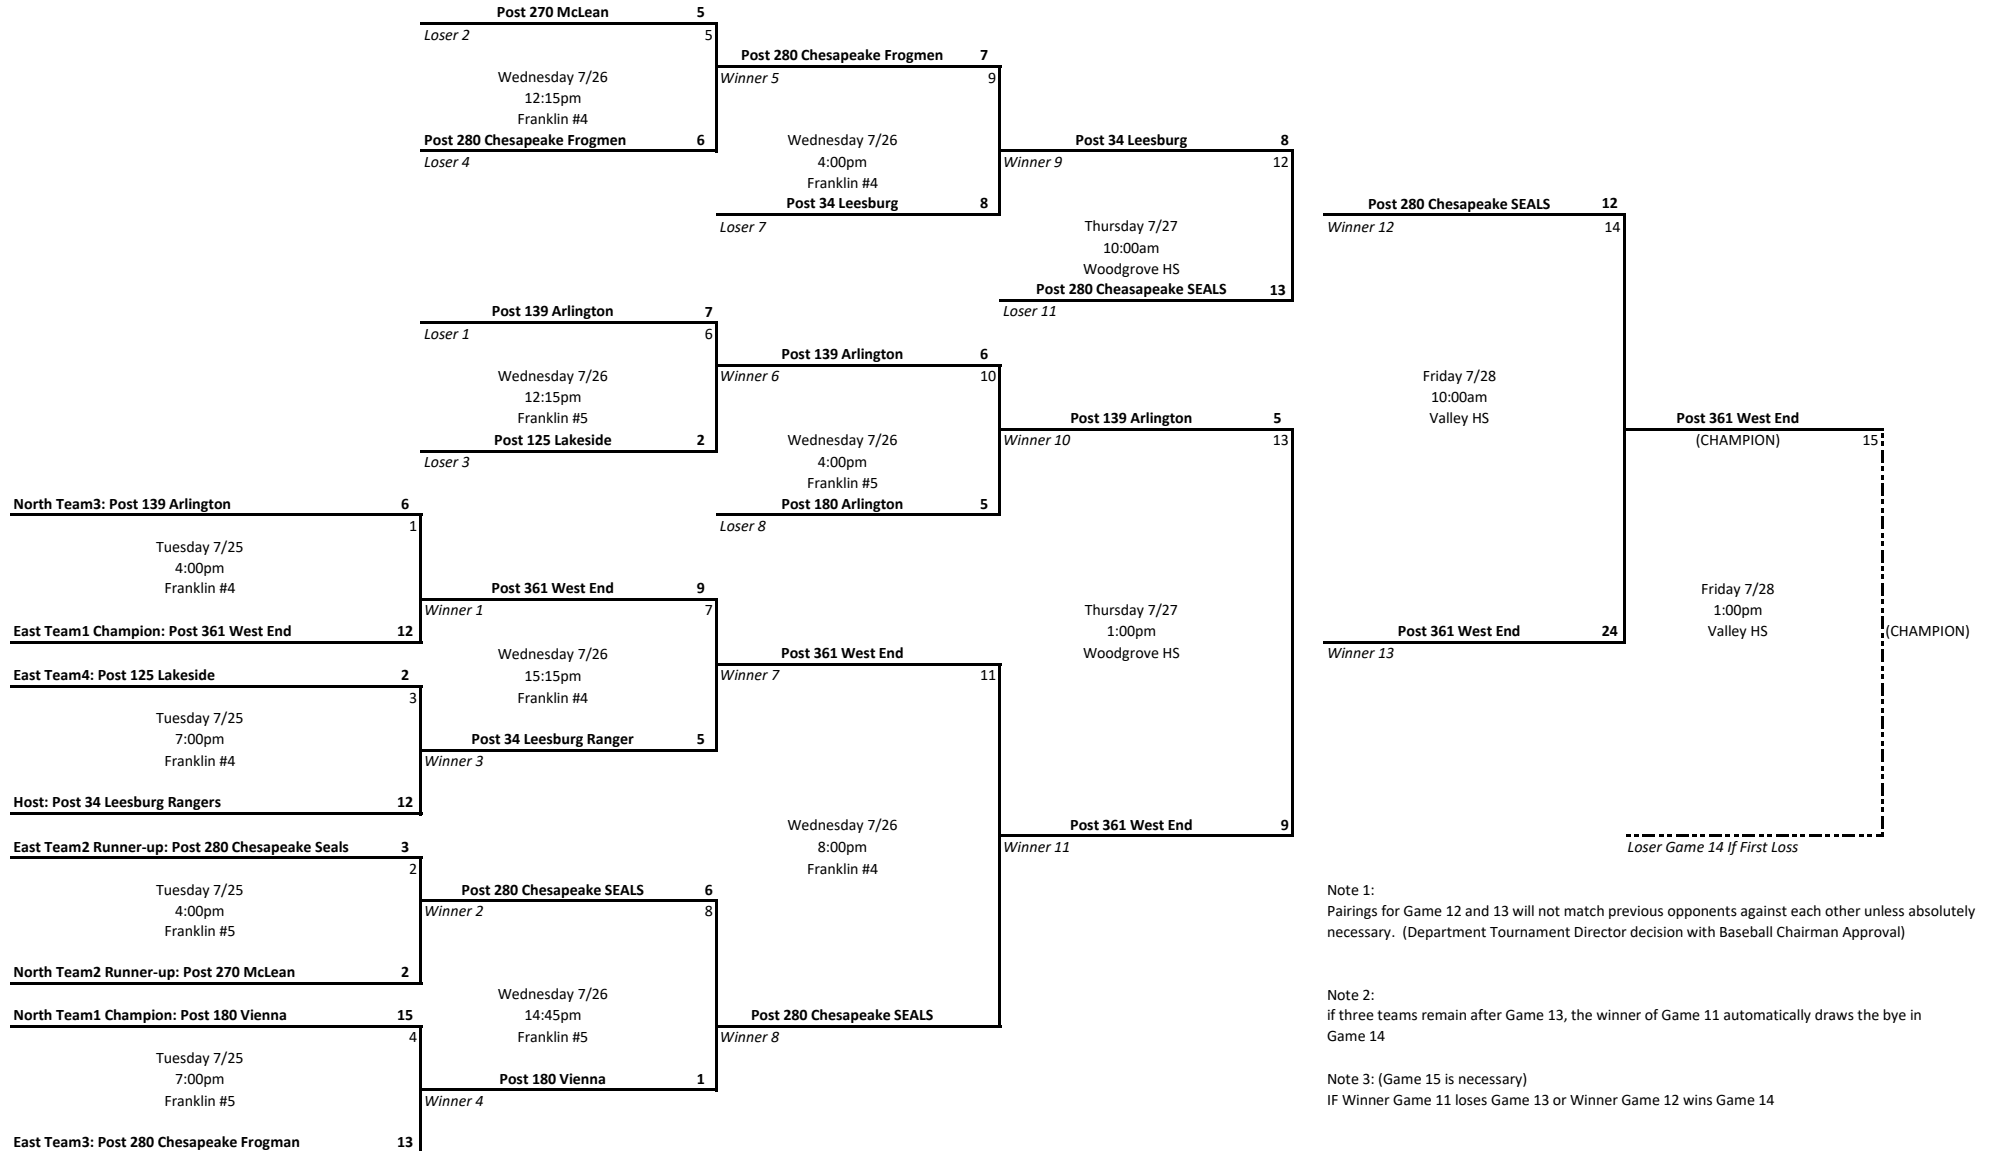 Post 270 McLean 5
Loser 2 5
Wednesday 7/26
12:15pm
Franklin #4
Post 280 Chesapeake Frogmen 6
Loser 4
Post 280 Chesapeake Frogmen 7
Winner 5 9
Wednesday 7/26
4:00pm
Franklin #4
Post 34 Leesburg 8
Loser 7
Post 34 Leesburg 8
Winner 9 12
Thursday 7/27
10:00am
Woodgrove HS
Post 280 Cheasapeake SEALS 13
Loser 11
Post 139 Arlington 7
Loser 1 6
Wednesday 7/26
12:15pm
Franklin #5
Post 125 Lakeside 2
Loser 3
Post 139 Arlington 6
Winner 6 10
Wednesday 7/26
4:00pm
Franklin #5
Post 180 Arlington 5
Loser 8
North Team3: Post 139 Arlington 6
1
Tuesday 7/25
4:00pm
Franklin #4
East Team1 Champion: Post 361 West End 12
East Team4: Post 125 Lakeside 2
3
Tuesday 7/25
7:00pm
Franklin #4
Host: Post 34 Leesburg Rangers 12
East Team2 Runner-up: Post 280 Chesapeake Seals 3
2
Tuesday 7/25
4:00pm
Franklin #5
North Team2 Runner-up: Post 270 McLean 2
North Team1 Champion: Post 180 Vienna 15
4
Tuesday 7/25
7:00pm
Franklin #5
East Team3: Post 280 Chesapeake Frogman 13
Post 361 West End 9
Winner 1 7
Wednesday 7/26
15:15pm
Franklin #4
Post 34 Leesburg Ranger 5
Winner 3
Post 280 Chesapeake SEALS 6
Winner 2 8
Wednesday 7/26
14:45pm
Franklin #5
Post 180 Vienna 1
Winner 4
Post 361 West End
Winner 7 11
Wednesday 7/26
8:00pm
Franklin #4
Post 280 Chesapeake SEALS
Winner 8
Post 139 Arlington 5
Winner 10 13
Thursday 7/27
1:00pm
Woodgrove HS
Post 361 West End 9
Winner 11
Post 280 Chesapeake SEALS 12
Winner 12 14
Friday 7/28
10:00am
Valley HS
Post 361 West End 24
Winner 13
Post 361 West End
(CHAMPION) 15
Friday 7/28
1:00pm
Valley HS
(CHAMPION)
Loser Game 14 If First Loss
Note 1:
Pairings for Game 12 and 13 will not match previous opponents against each other unless absolutely
necessary. (Department Tournament Director decision with Baseball Chairman Approval)
Note 2:
if three teams remain after Game 13, the winner of Game 11 automatically draws the bye in
Game 14
Note 3: (Game 15 is necessary)
IF Winner Game 11 loses Game 13 or Winner Game 12 wins Game 14